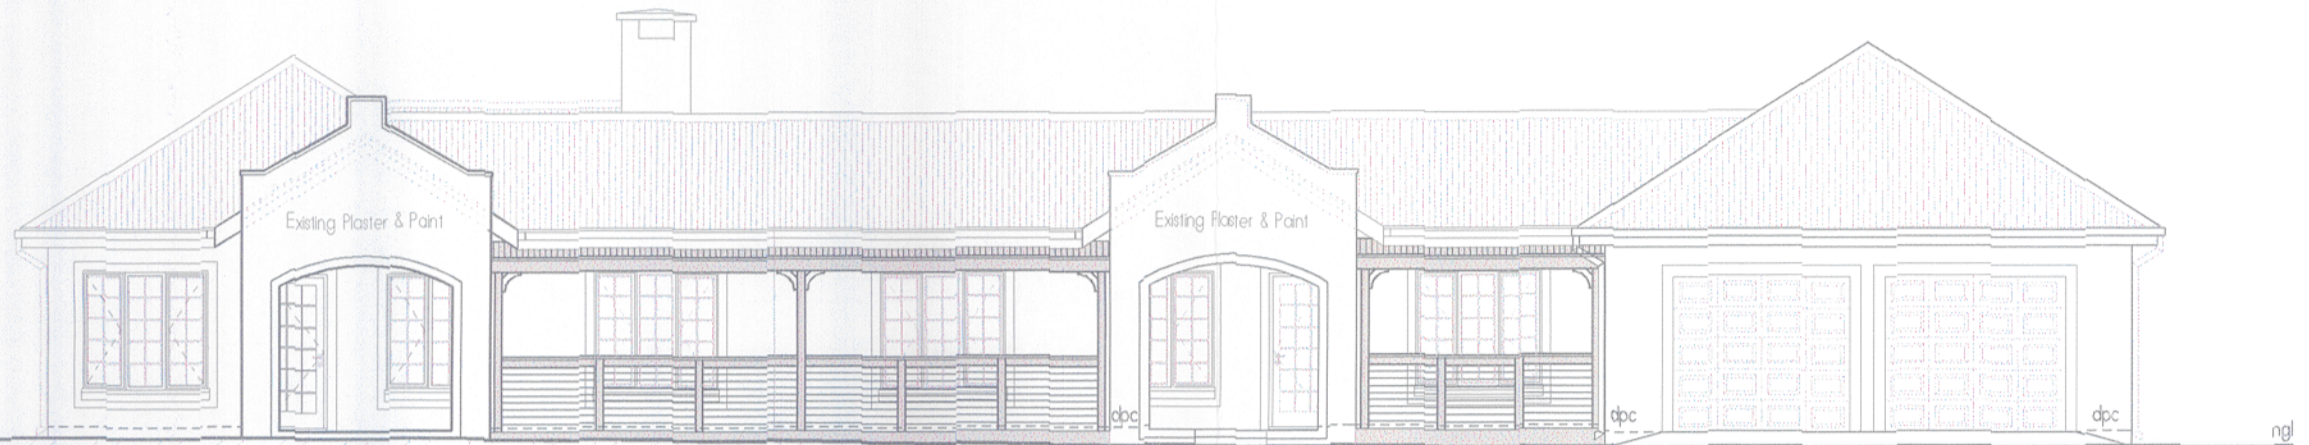 Existing Plaster & Paint
Existing Plaster & Paint
dpc
dpc
dpc
ngl